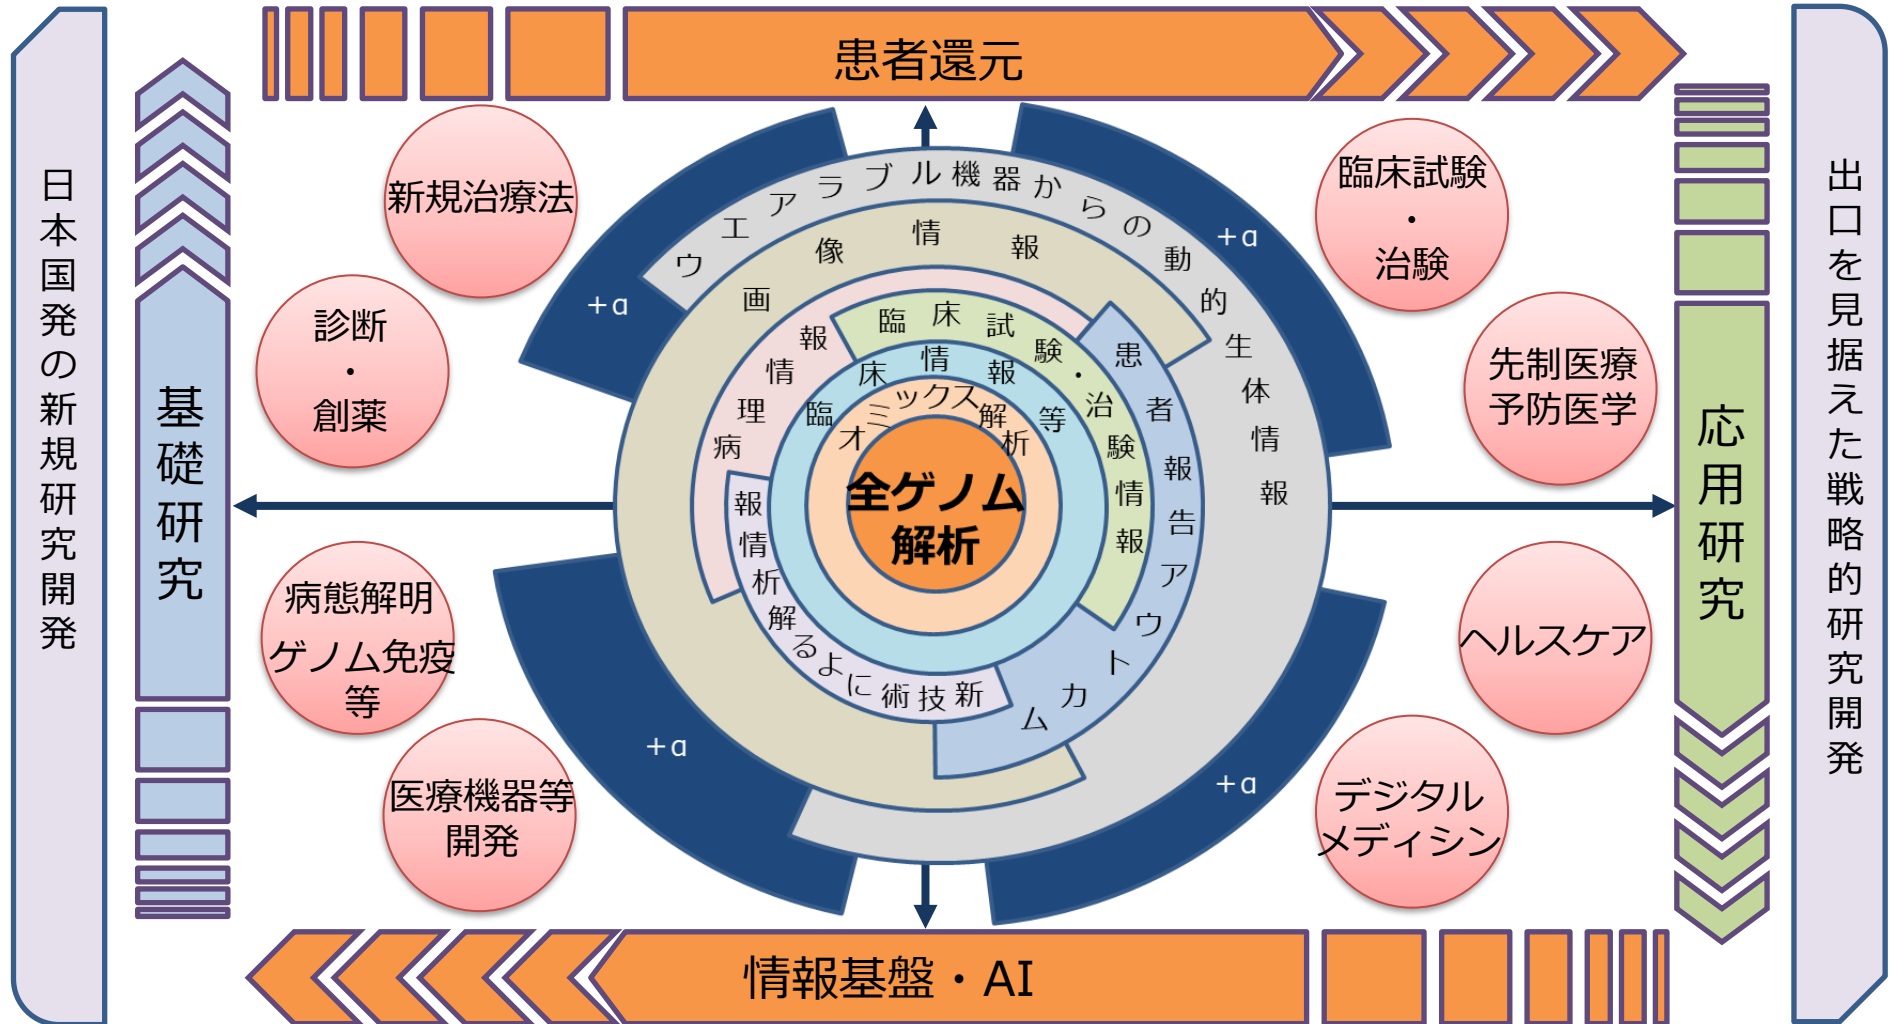 患者還元
日本国発の新規研究開発
基礎研究
新規治療法
診断
・
創薬
病態解明
ゲノム免疫
等
医療機器等
開発
+α
+α
+α
+α
ウエアラブル機器からの動的生体情報
画像情報
病理情報
臨床試験・治験情報
患者報告アウトカム
新技術による解析情報
臨床情報等
オミックス解析
全ゲノム
解析
臨床試験
・
治験
先制医療
予防医学
ヘルスケア
デジタル
メディシン
応用研究
出口を見据えた戦略的研究開発
情報基盤・AI